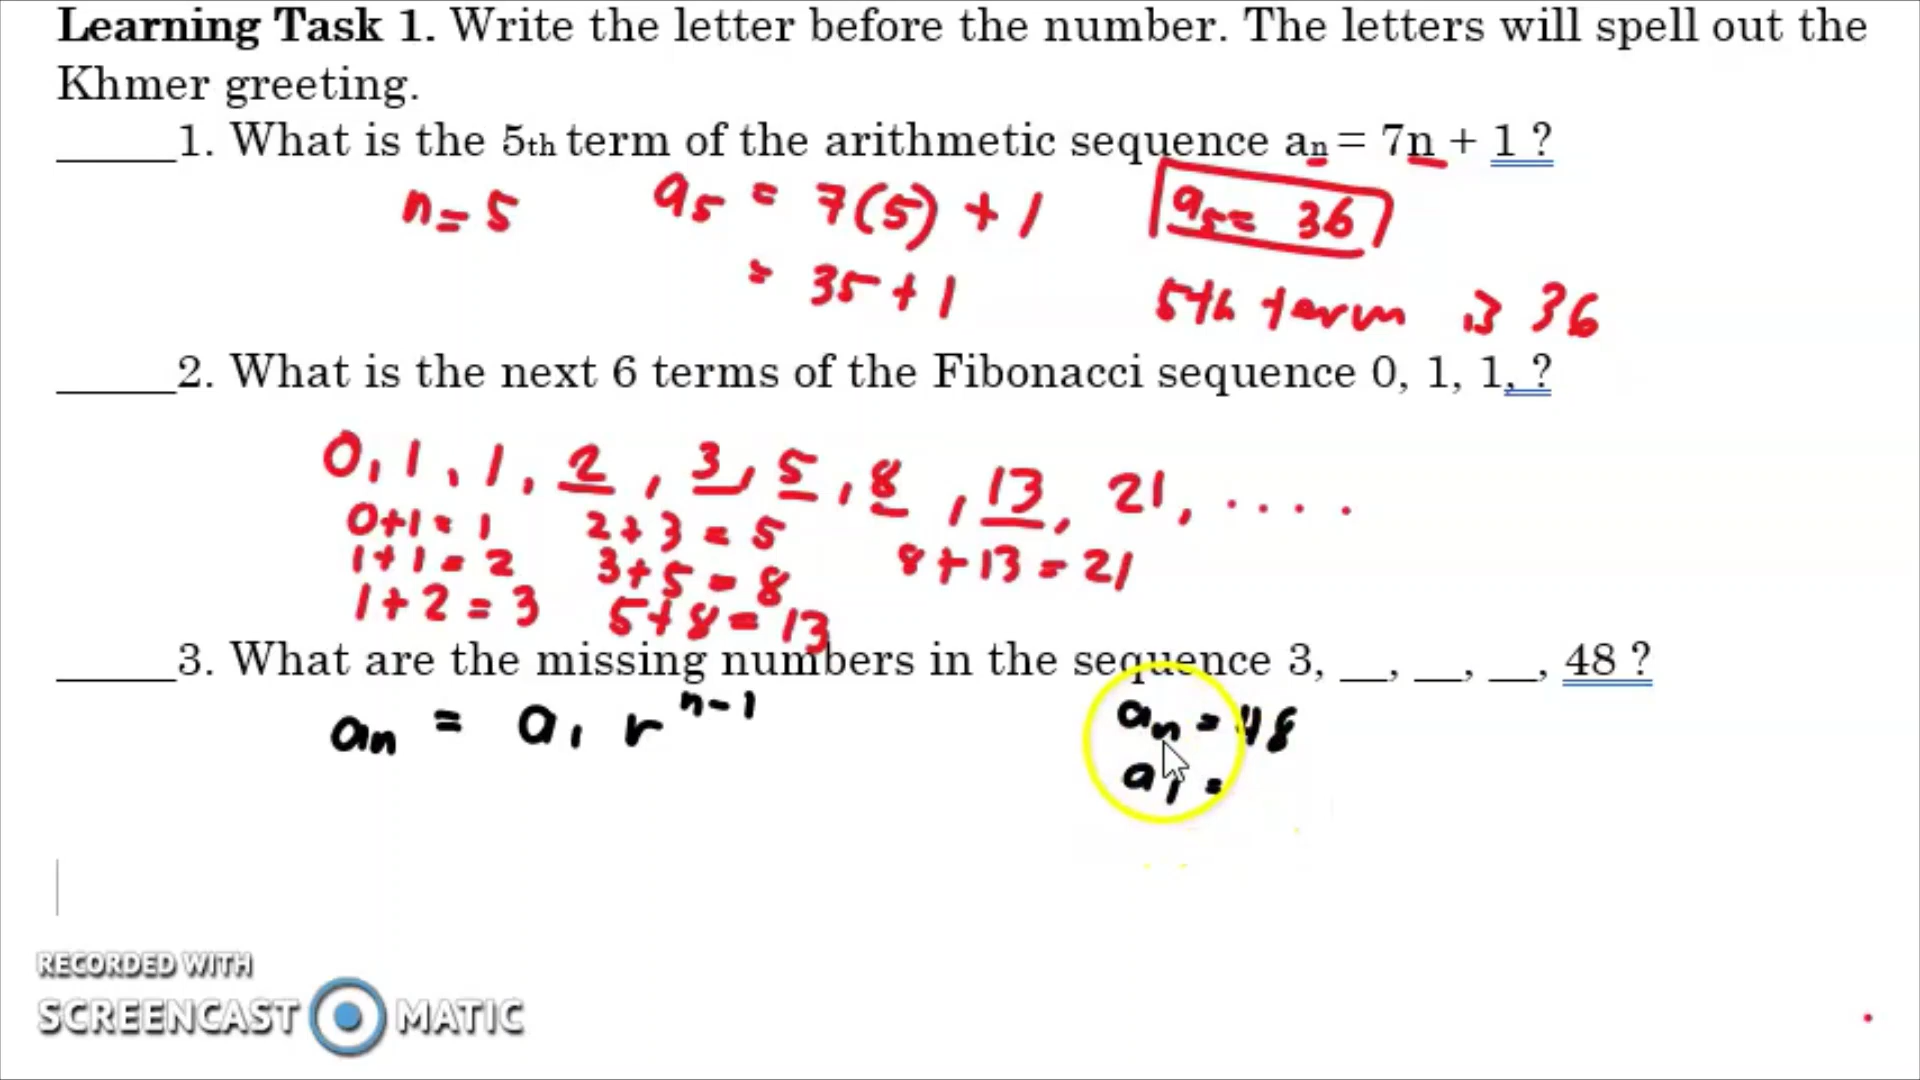 Learning Task 1. Write the letter before the number. The letters will spell out the
Khmer greeting.
_____1. What is the 5th term of the arithmetic sequence an = 7n + 1 ?
n = 5 a5 = 7(5) + 1 a5 = 36
= 35 + 1 5th term is 36
_____2. What is the next 6 terms of the Fibonacci sequence 0, 1, 1, ?
0, 1, 1, 2, 3, 5, 8, 13, 21, ....
0+1 = 1 2 + 3 = 5
1+1 = 2 3+5 = 8 8+13 = 21
1+2 = 3 5+8 = 13
_____3. What are the missing numbers in the sequence 3, __, __, __, 48 ?
an = a1 r n-1 an = 48
a1 =
RECORDED WITH
SCREENCAST MATIC